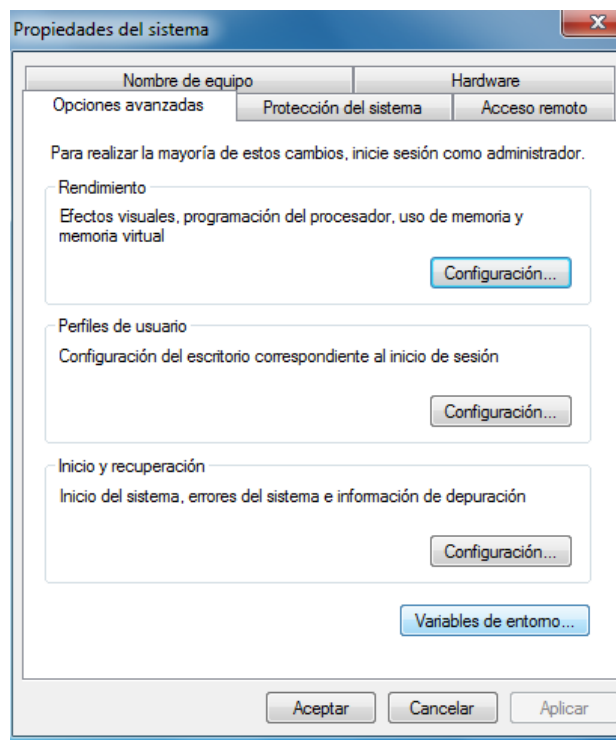 Propiedades del sistema
Nombre de equipo
Hardware
Opciones avanzadas
Protección del sistema
Acceso remoto
Para realizar la mayoría de estos cambios, inicie sesión como administrador.
Rendimiento
Efectos visuales, programación del procesador, uso de memoria y
memoria virtual
Configuración...
Perfiles de usuario
Configuración del escritorio correspondiente al inicio de sesión
Configuración...
Inicio y recuperación
Inicio del sistema, errores del sistema e información de depuración
Configuración...
Variables de entorno...
Aceptar
Cancelar
Aplicar